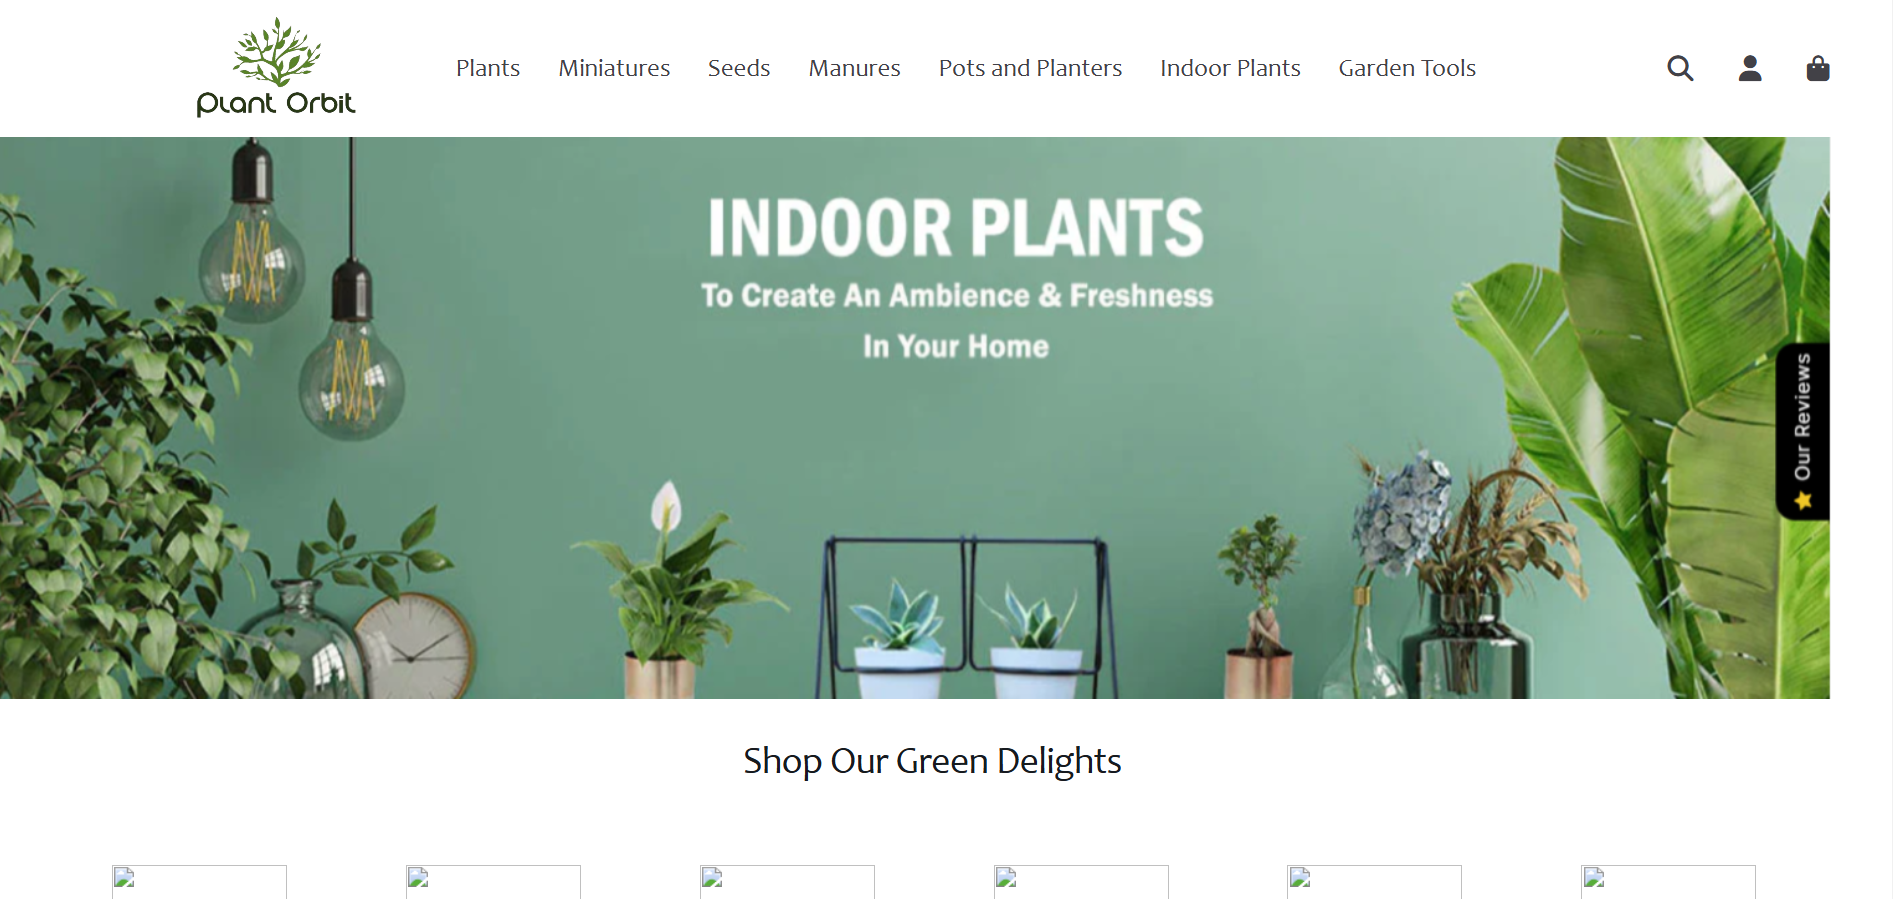 Plant Orbit
Plants Miniatures Seeds Manures Pots and Planters Indoor Plants Garden Tools
INDOOR PLANTS
To Create An Ambience & Freshness
In Your Home
Our Reviews
Shop Our Green Delights